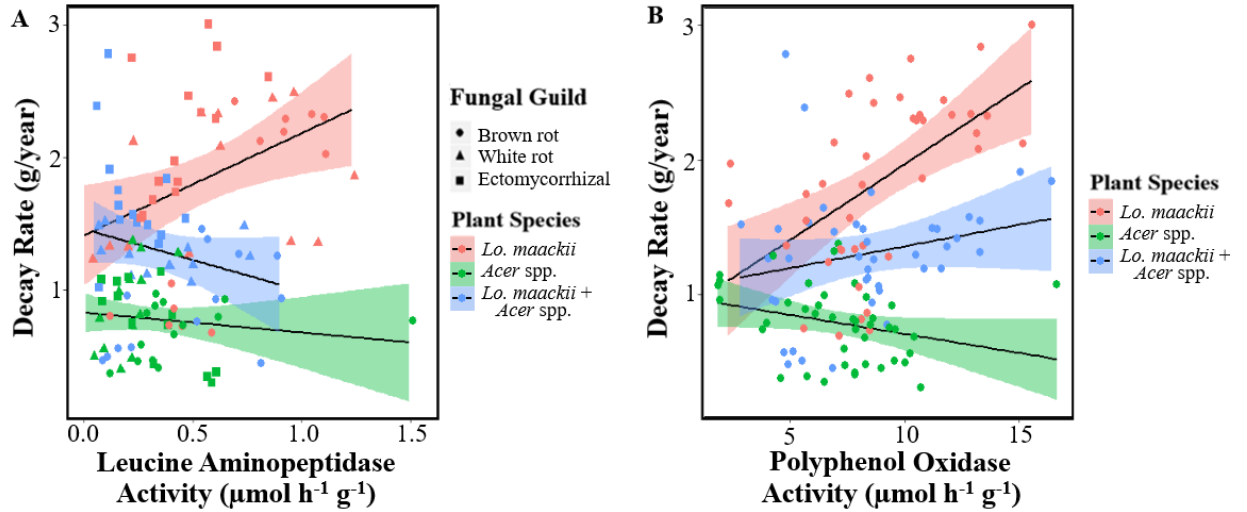 A
Decay Rate (g/year)
3
2
1
0.0
0.5
1.0
1.5
Leucine Aminopeptidase
Activity (µmol h-1 g-1)
Fungal Guild
Brown rot
White rot
Ectomycorrhizal
Plant Species
Lo. maackii
Acer spp.
Lo. maackii +
Acer spp.
B
Decay Rate (g/year)
3
2
1
5
10
15
Polyphenol Oxidase
Activity (µmol h-1 g-1)
Plant Species
Lo. maackii
Acer spp.
Lo. maackii +
Acer spp.